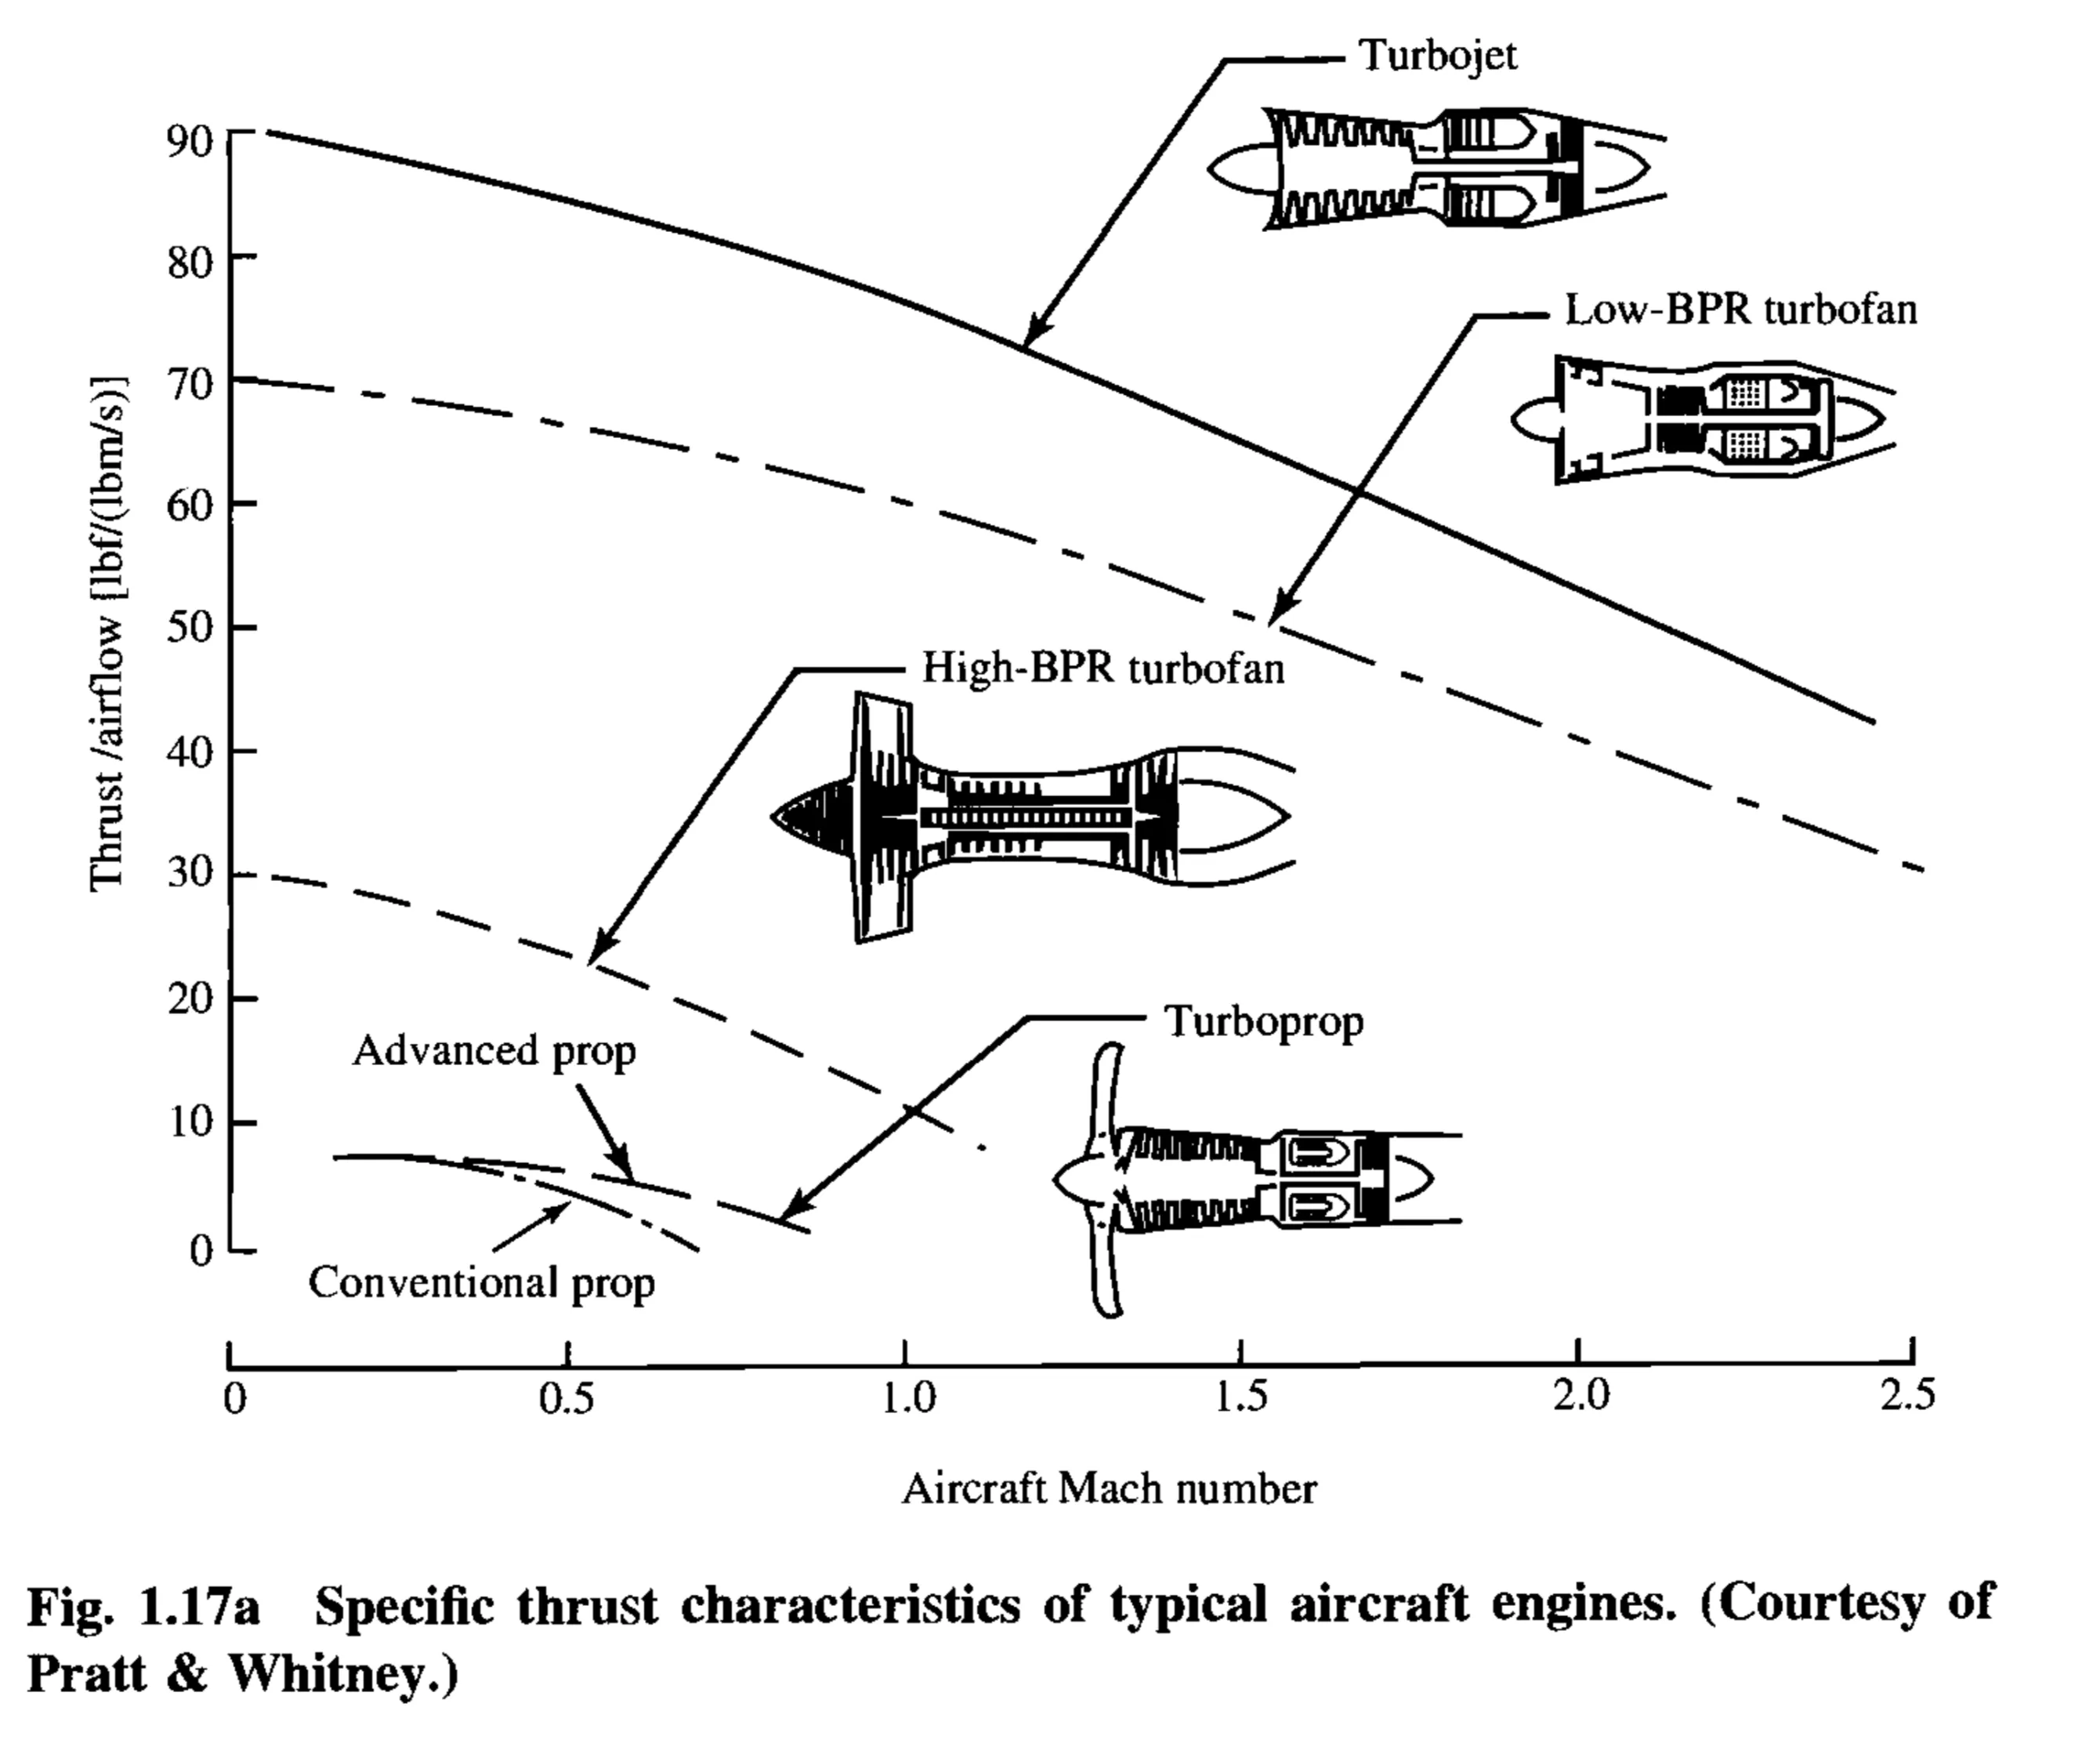 Turbojet
90
80
Low-BPR turbofan
70
60
50
High-BPR turbofan
40
30
20
Turboprop
Advanced prop
10
0
Conventional prop
Thrust /airflow [lbf/(lbm/s)]
0 0.5 1.0 1.5 2.0 2.5
Aircraft Mach number
Fig. 1.17a Specific thrust characteristics of typical aircraft engines. (Courtesy of
Pratt & Whitney.)